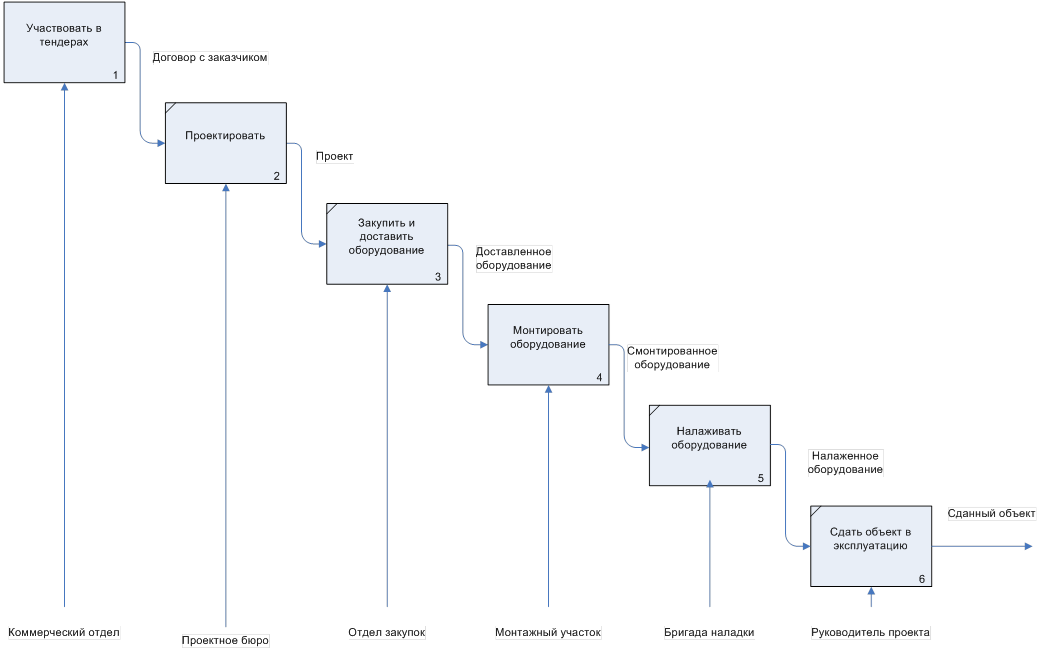 Участвовать в
тендерах
1
Договор с заказчиком
Проектировать
2
Проект
Закупить и
доставить
оборудование
3
Доставленное
оборудование
Монтировать
оборудование
4
Смонтированное
оборудование
Налаживать
оборудование
5
Налаженное
оборудование
Сдать объект в
эксплуатацию
6
Сданный объект
Коммерческий отдел
Проектное бюро
Отдел закупок
Монтажный участок
Бригада наладки
Руководитель проекта